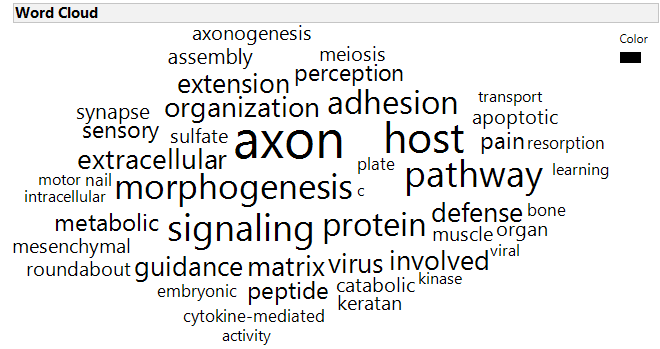 Word Cloud
Color
axonogenesis
assembly
meiosis
extension
perception
transport
synapse
organization
adhesion
apoptotic
sensory
sulfate
axon
host
pain
resorption
extracellular
plate
pathway
learning
motor
nail
morphogenesis
c
intracellular
metabolic
signaling
protein
defense
bone
mesenchymal
muscle
organ
roundabout
guidance
matrix
virus
involved
viral
embryonic
peptide
catabolic
kinase
keratan
cytokine-mediated
activity